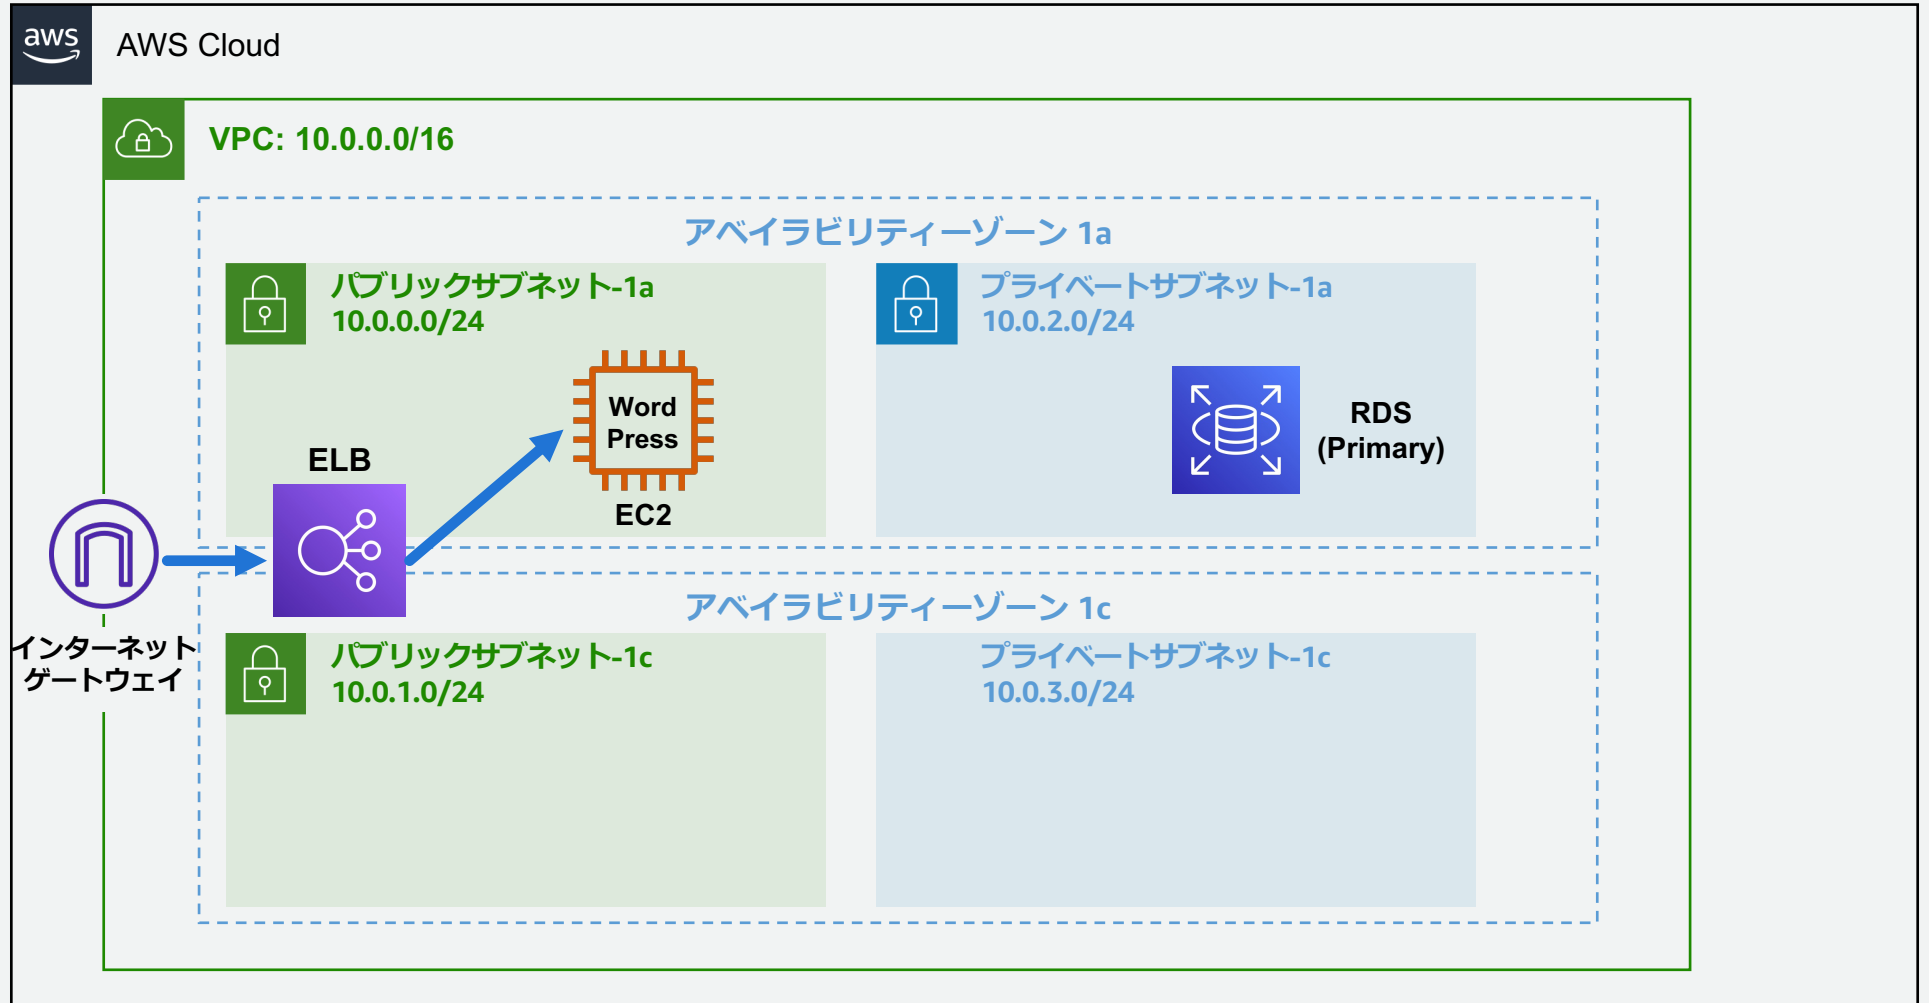 aws
AWS Cloud
VPC: 10.0.0.0/16
アベイラビリティーゾーン 1a
パブリックサブネット-1a
10.0.0.0/24
プライベートサブネット-1a
10.0.2.0/24
Word
Press
EC2
RDS
(Primary)
ELB
インターネット
ゲートウェイ
アベイラビリティーゾーン 1c
パブリックサブネット-1c
10.0.1.0/24
プライベートサブネット-1c
10.0.3.0/24